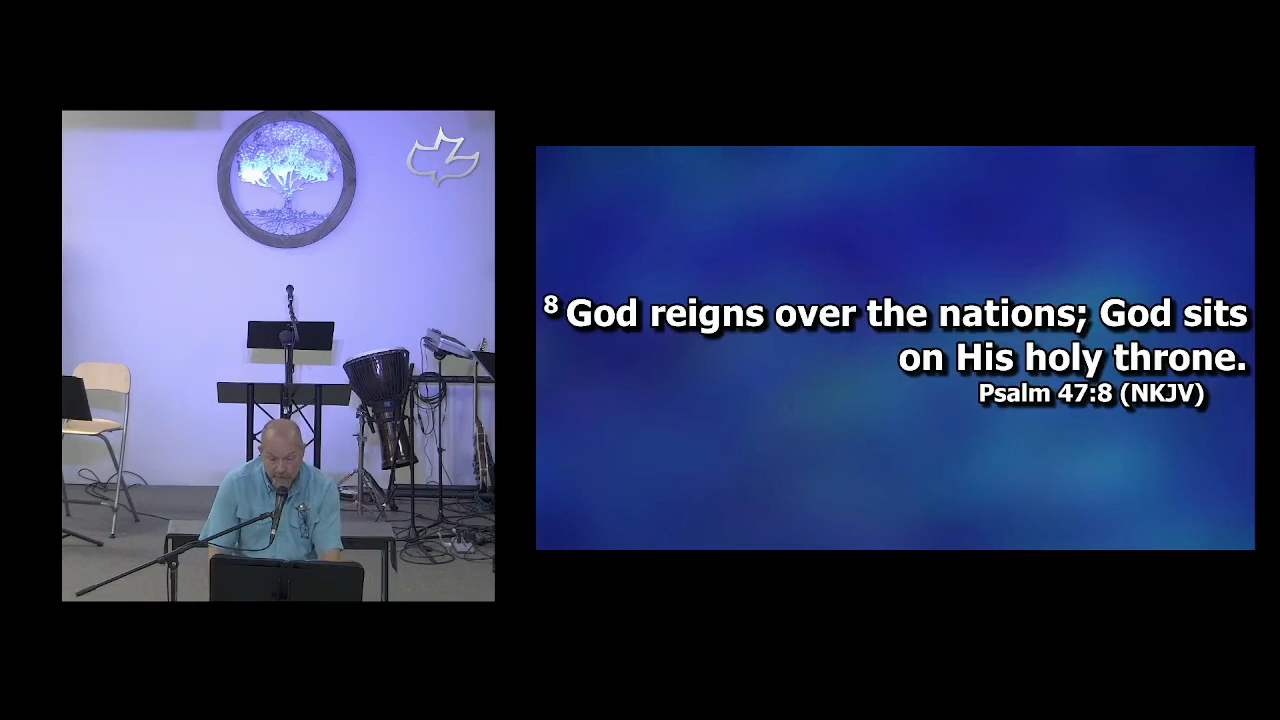 8 God reigns over the nations; God sits
on His holy throne.
Psalm 47:8 (NKJV)